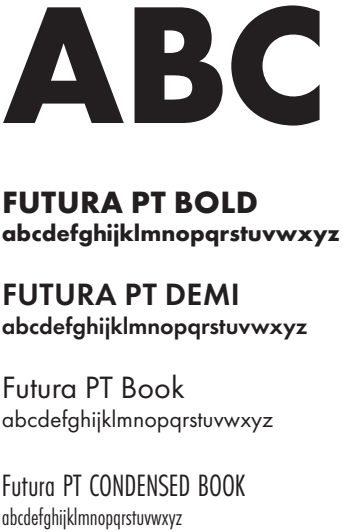 ABC
FUTURA PT BOLD
abcdefghijklmnopqrstuvwxyz
FUTURA PT DEMI
abcdefghijklmnopqrstuvwxyz
Futura PT Book
abcdefghijklmnopqrstuvwxyz
Futura PT CONDENSED BOOK
abcdefghijklmnopqrstuvwxyz